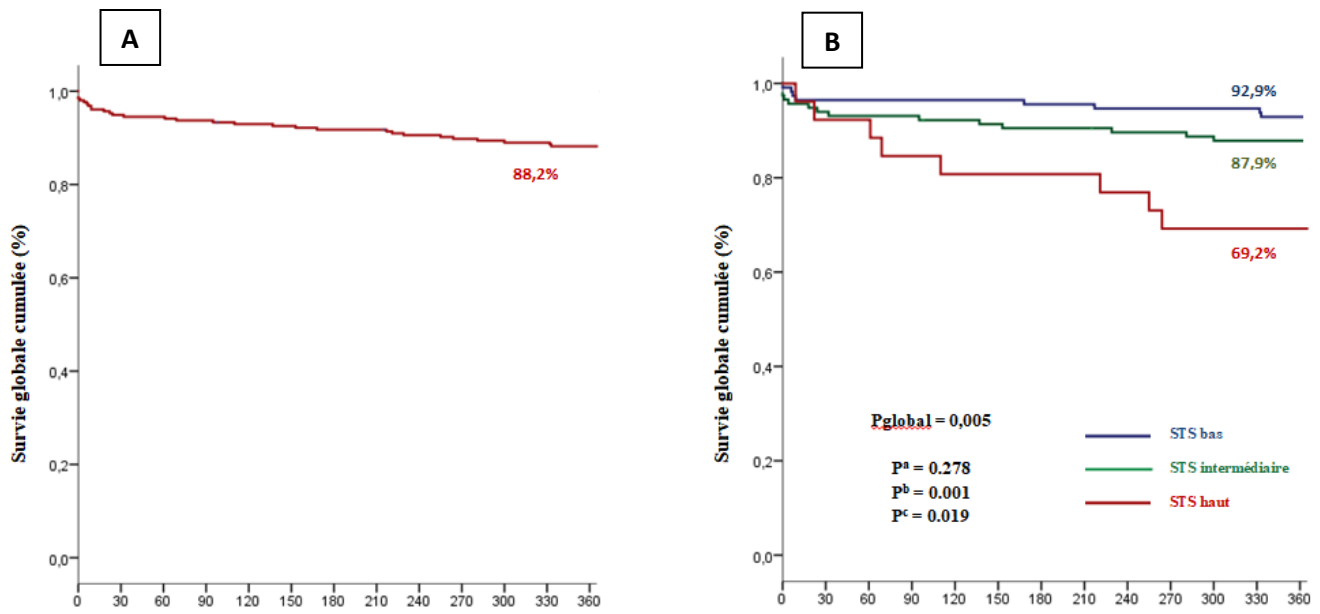 A
Survie globale cumulée (%)
1,0
0,8
0,6
0,4
0,2
0,0
88,2%
0 30 60 90 120 150 180 210 240 270 300 330 360
B
Survie globale cumulée (%)
1,0
0,8
0,6
0,4
0,2
0,0
92,9%
87,9%
69,2%
Pglobal = 0,005
Pᵃ = 0.278
Pᵇ = 0.001
Pᶜ = 0.019
STS bas
STS intermédiaire
STS haut
0 30 60 90 120 150 180 210 240 270 300 330 360